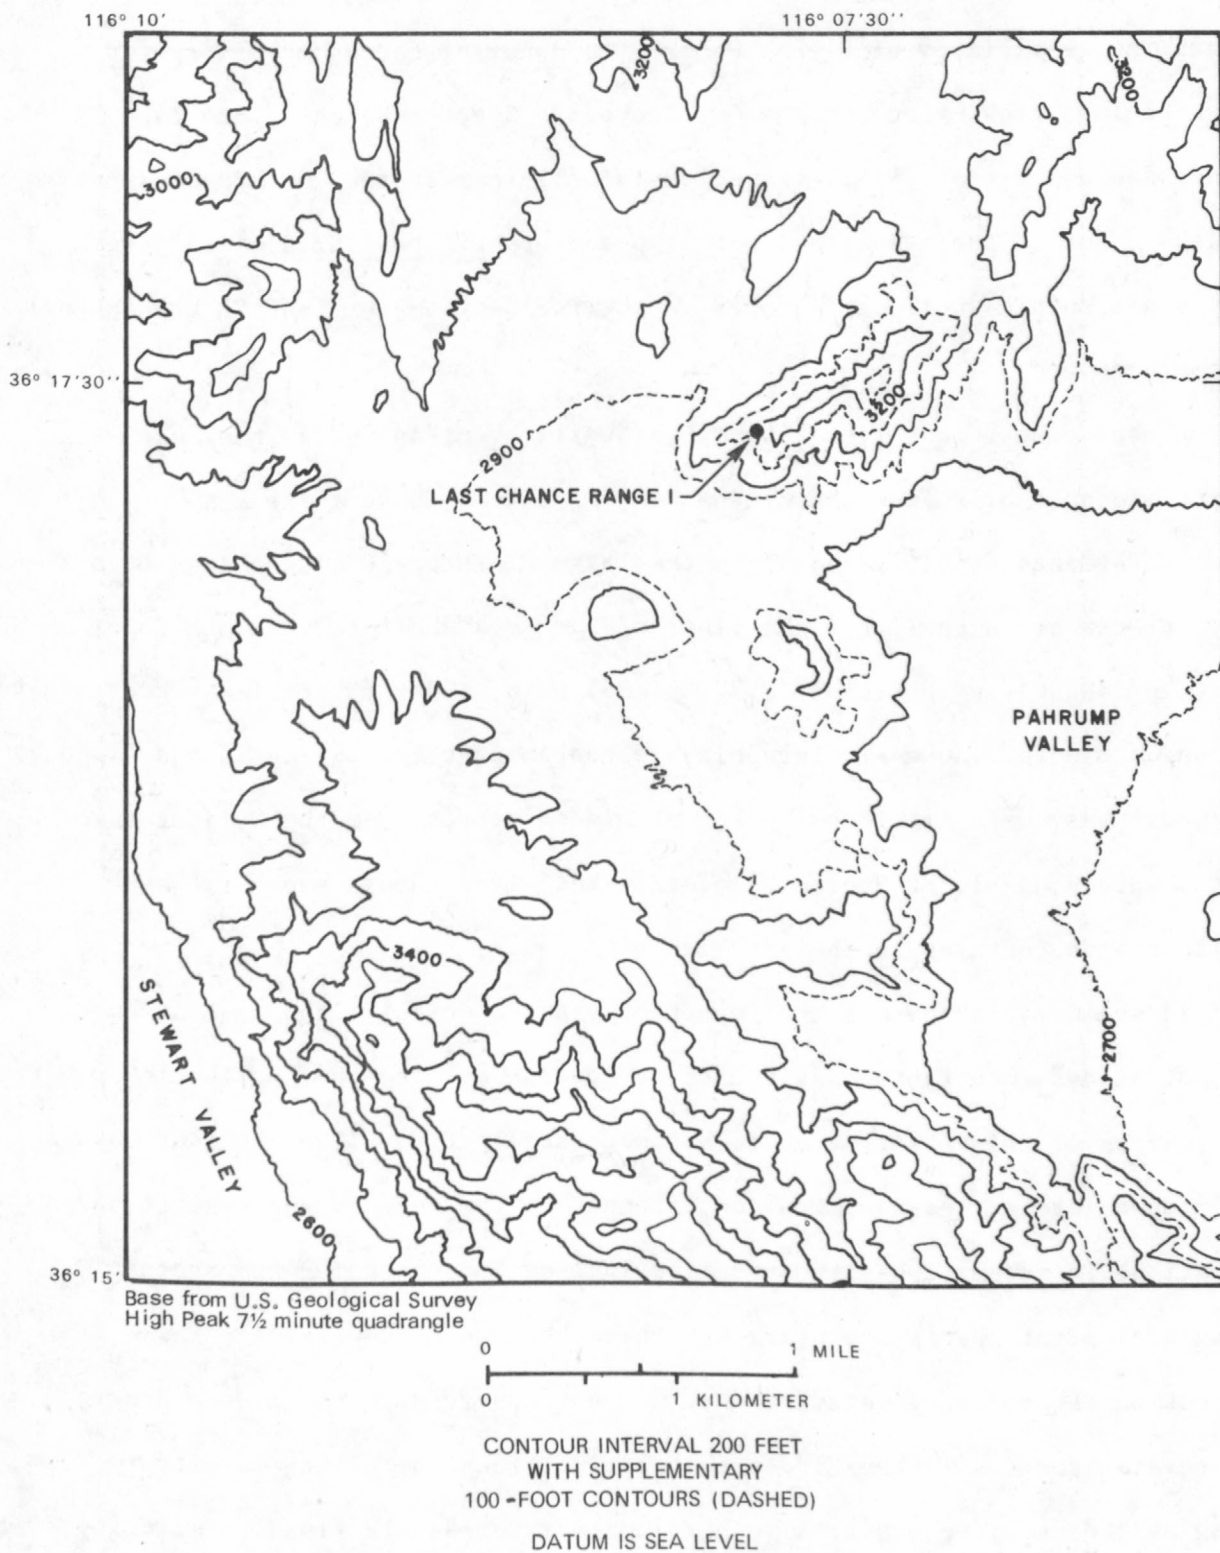 116° 10' 116° 07'30''
3200 3200
3000
36° 17'30''
3200
2900
LAST CHANCE RANGE I
PAHRUMP
VALLEY
3400
STEWART VALLEY
2700
2600
36° 15'
Base from U.S. Geological Survey
High Peak 7½ minute quadrangle
0 1 MILE
0 1 KILOMETER
CONTOUR INTERVAL 200 FEET
WITH SUPPLEMENTARY
100-FOOT CONTOURS (DASHED)
DATUM IS SEA LEVEL